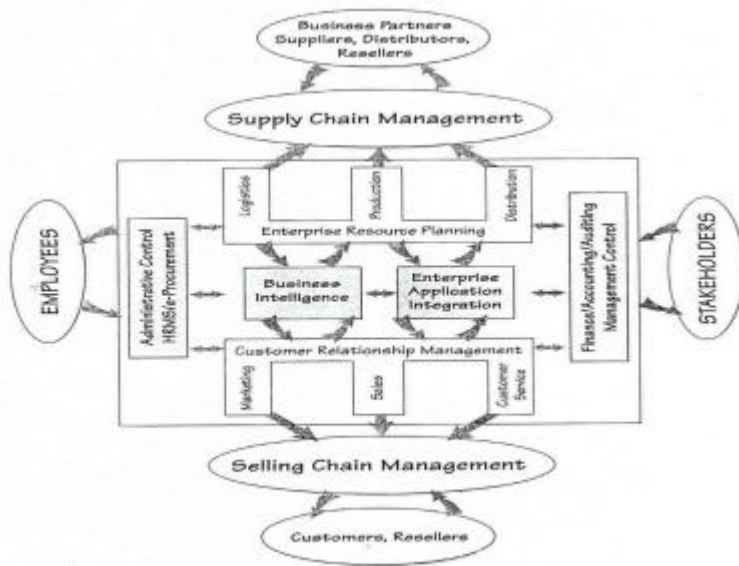 Business Partners
Suppliers, Distributors,
Resellers
Supply Chain Management
Logistics
Production
Distribution
Enterprise Resource Planning
EMPLOYEES
Administrative Control
HRMS/e-Procurement
Business
Intelligence
Enterprise
Application
Integration
Finance/Accounting/Auditing
Management Control
STAKEHOLDERS
Customer Relationship Management
Marketing
Sales
Customer
Service
Selling Chain Management
Customers, Resellers